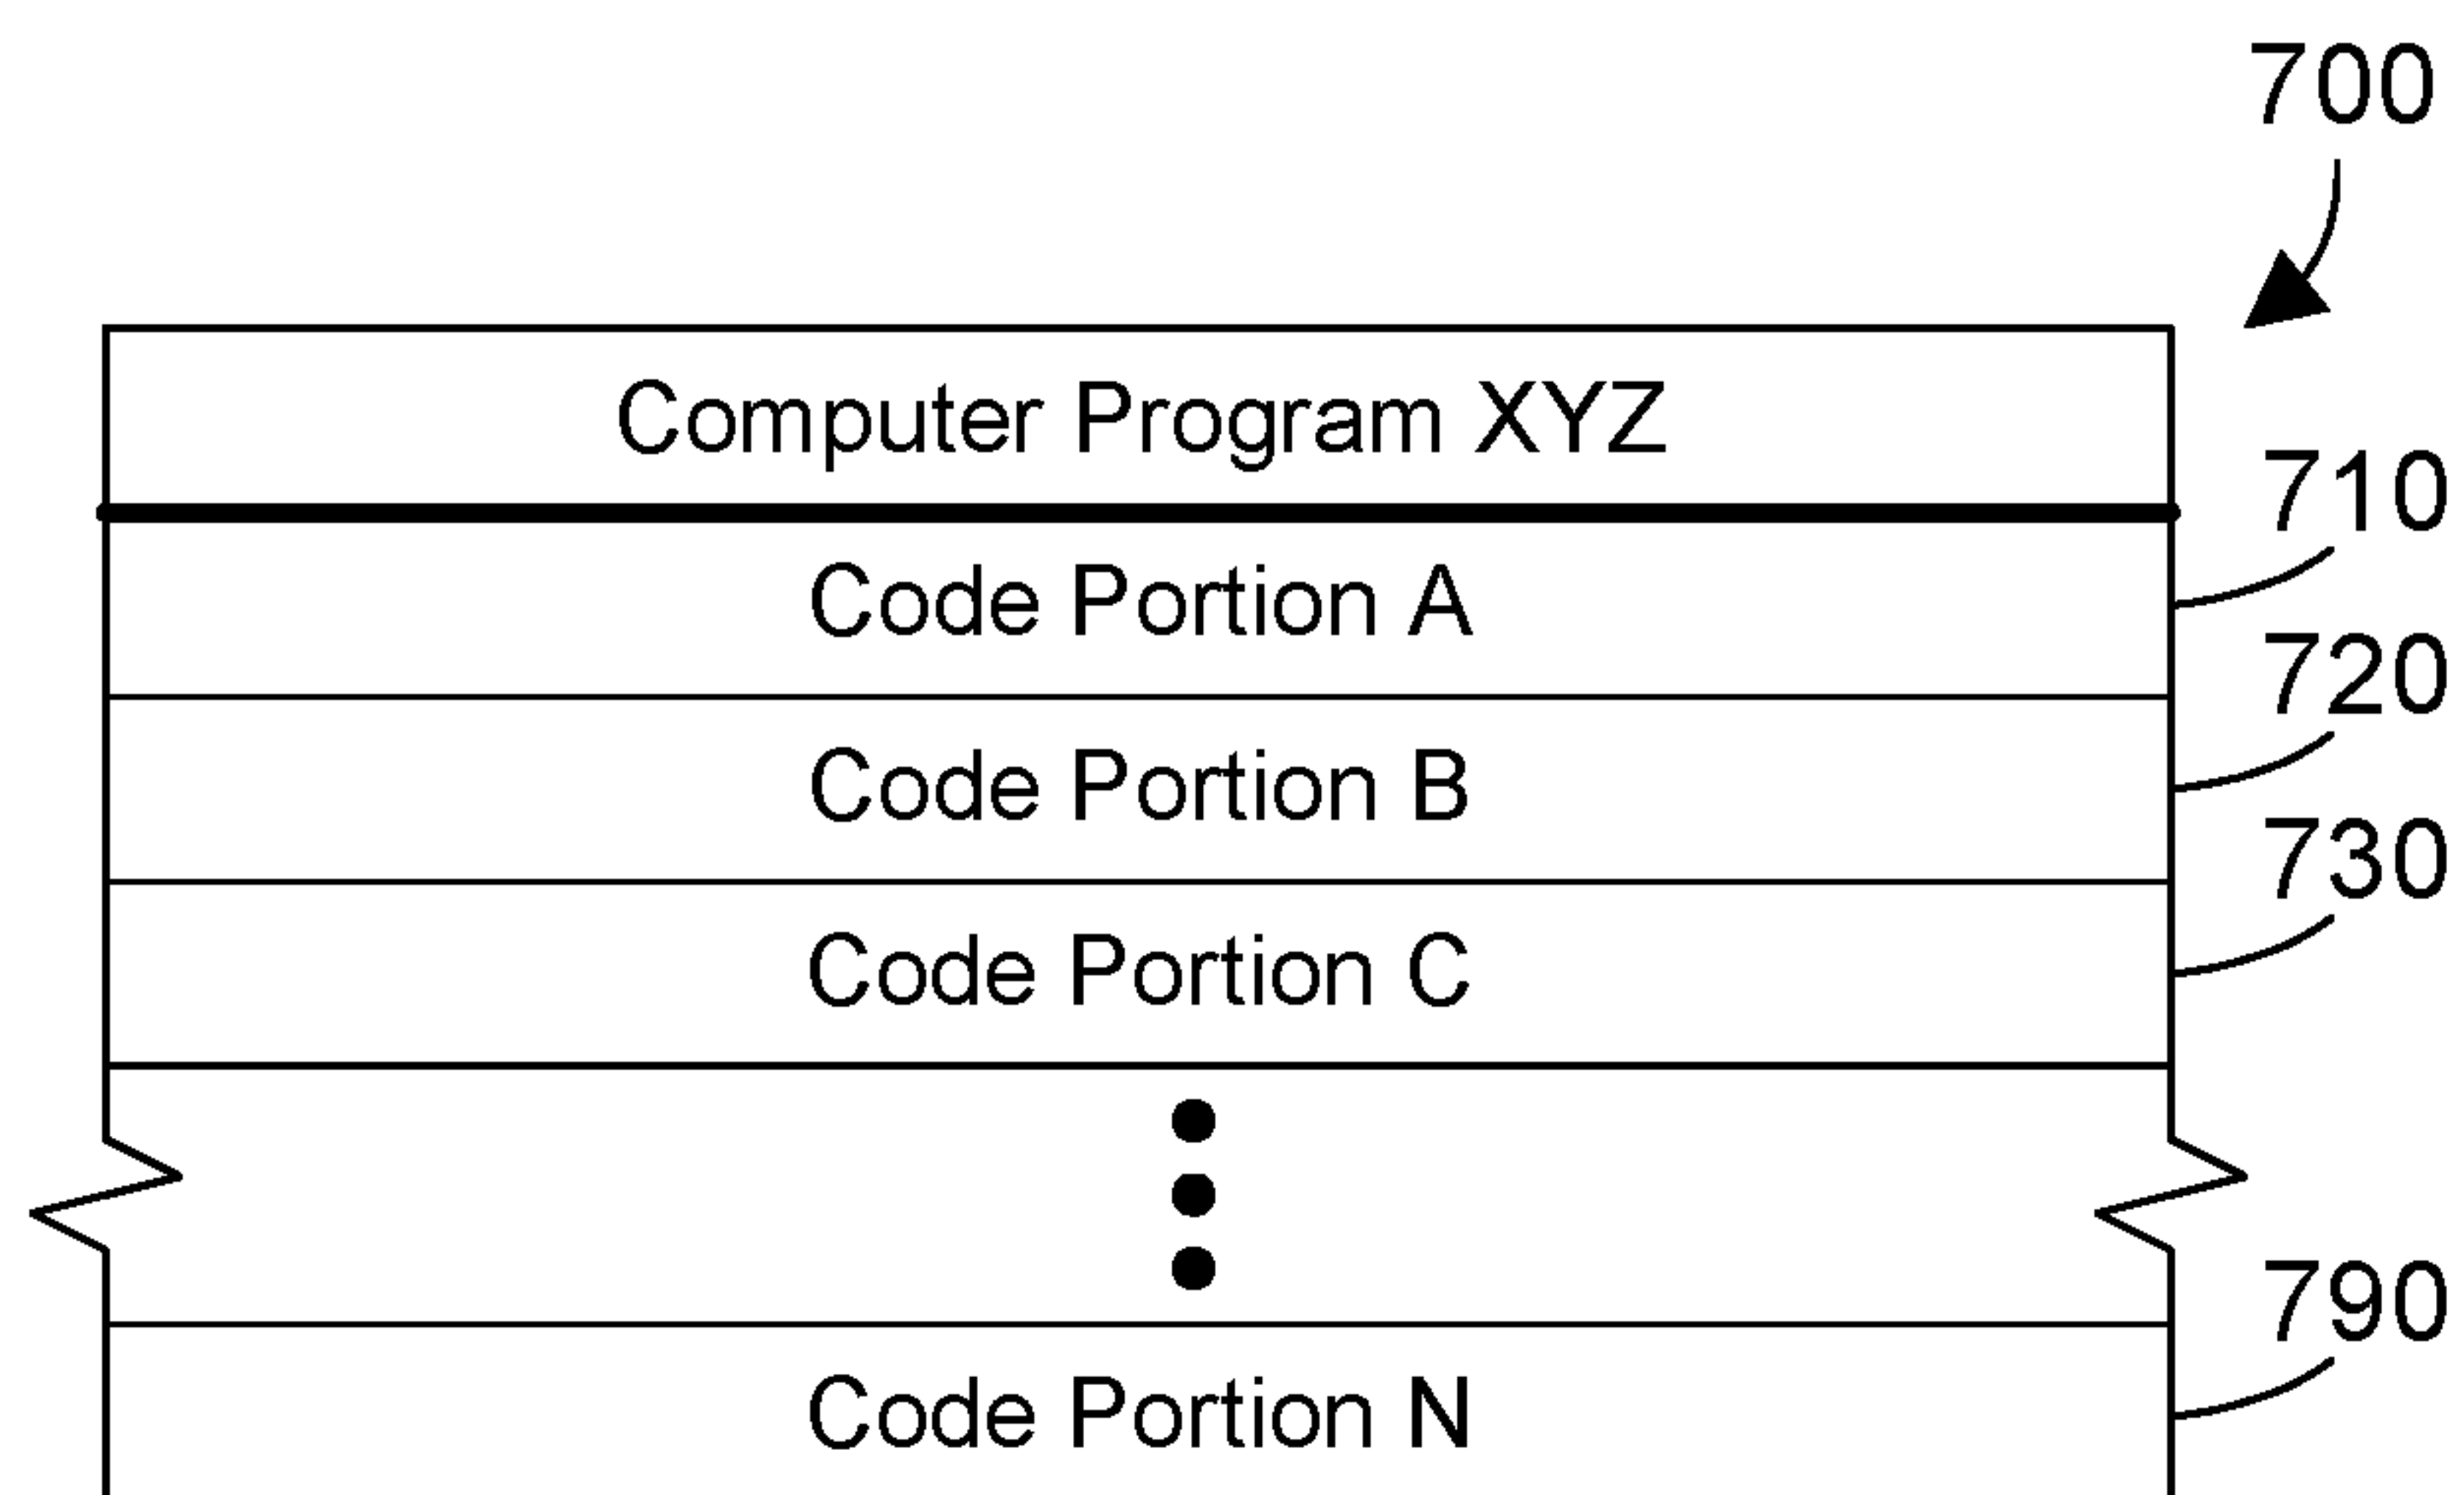 700
Computer Program XYZ
710
Code Portion A
720
Code Portion B
730
Code Portion C
790
Code Portion N